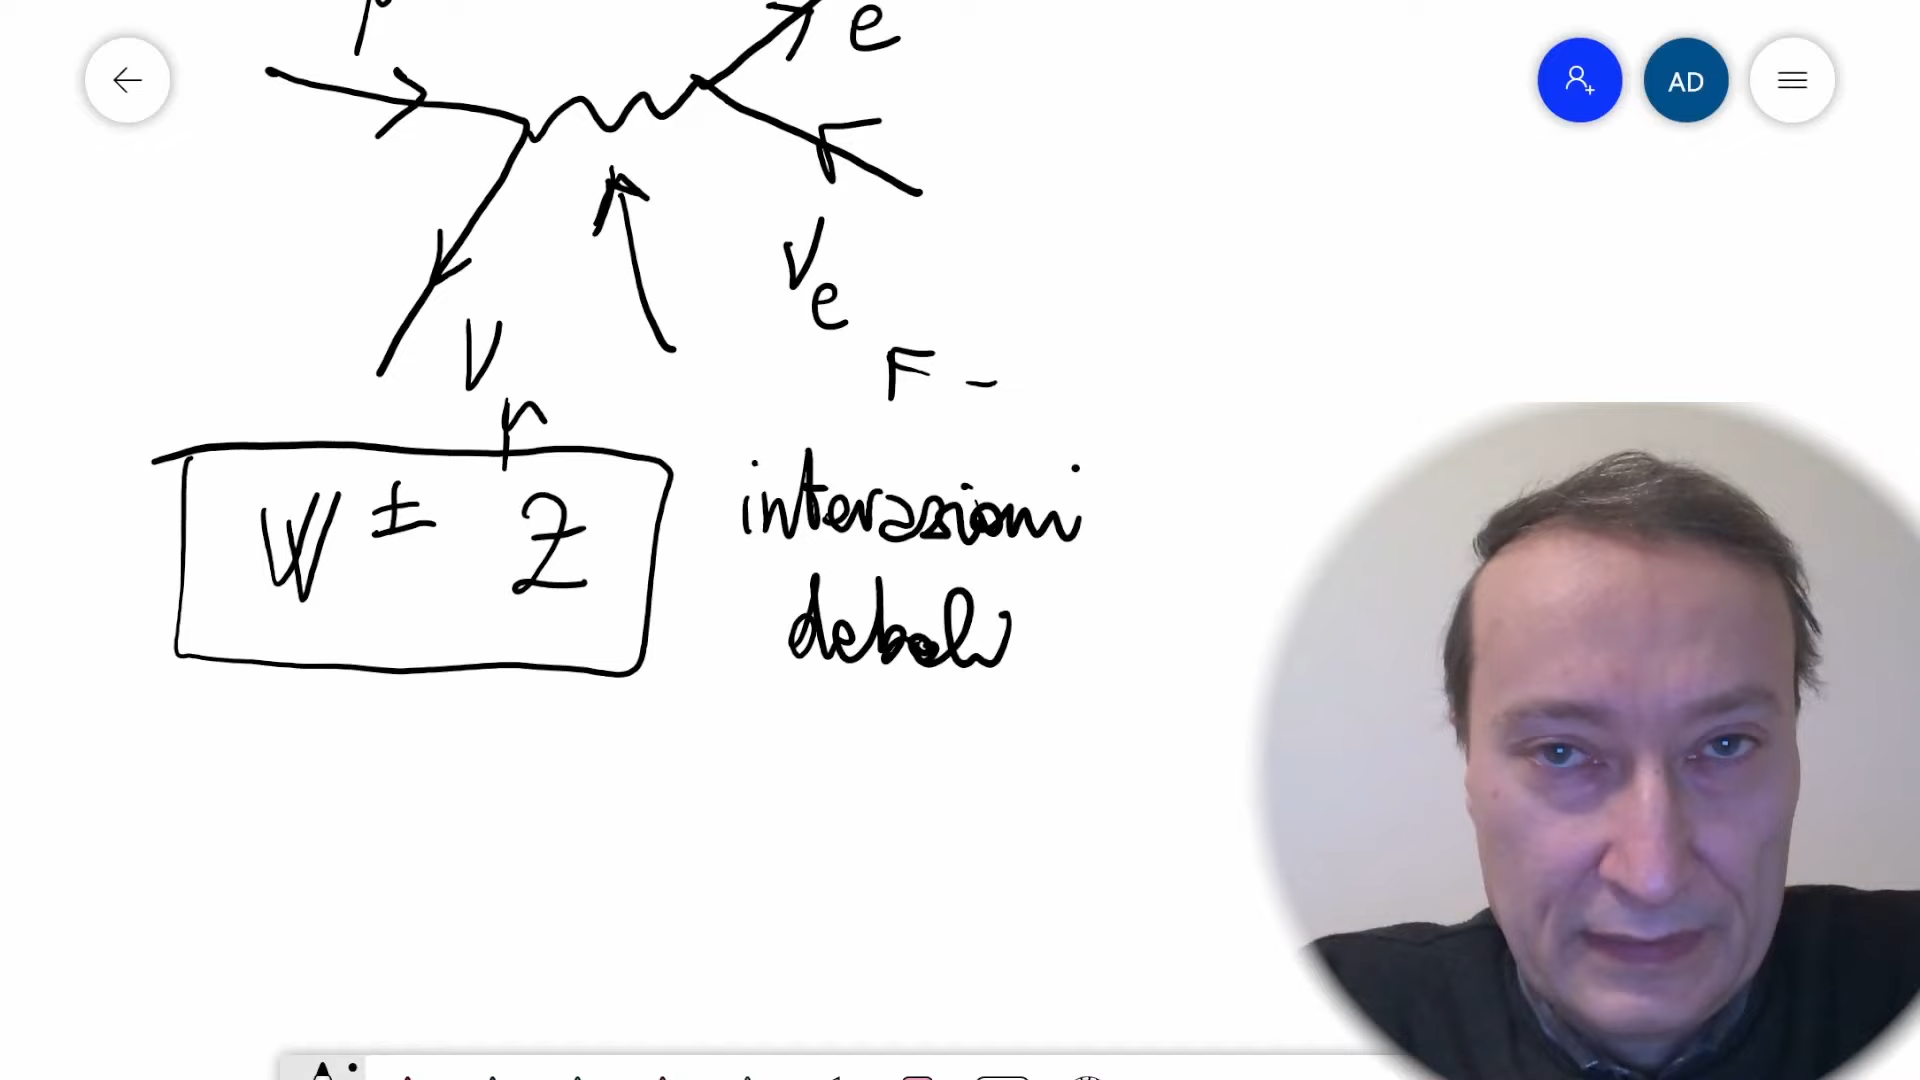 μ
e
AD
ν e
ν μ
F -
W ± Z
interazioni
deboli